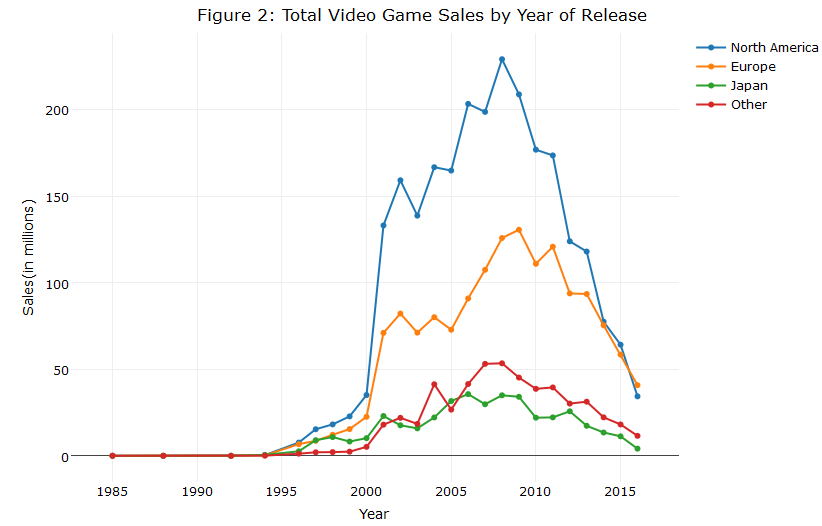 Figure 2: Total Video Game Sales by Year of Release
North America
Europe
Japan
Other
200
150
100
50
0
Sales(in millions)
1985 1990 1995 2000 2005 2010 2015
Year